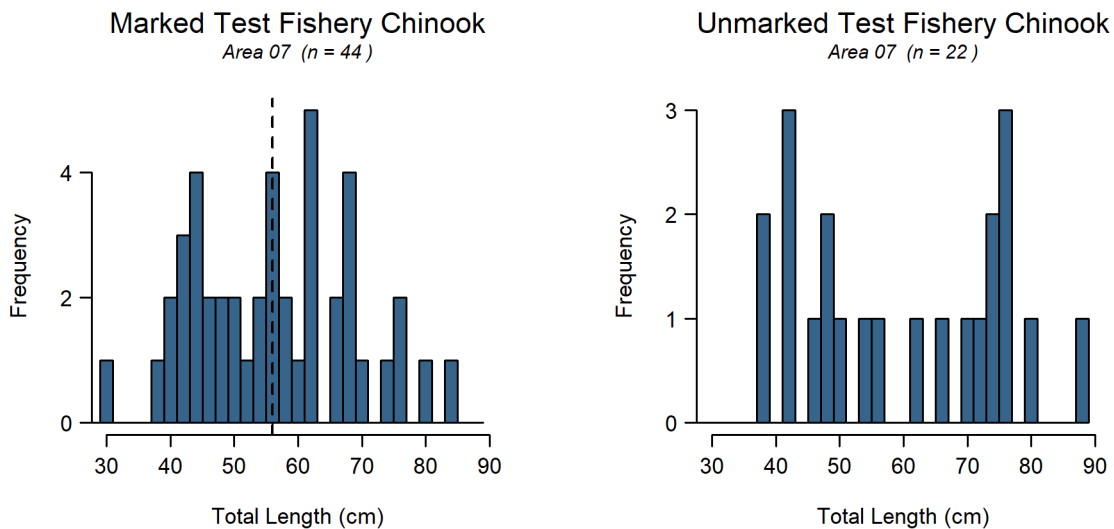 Marked Test Fishery Chinook
Area 07 (n = 44 )
Frequency
4
2
0
30 40 50 60 70 80 90
Total Length (cm)
Unmarked Test Fishery Chinook
Area 07 (n = 22 )
Frequency
3
2
1
0
30 40 50 60 70 80 90
Total Length (cm)